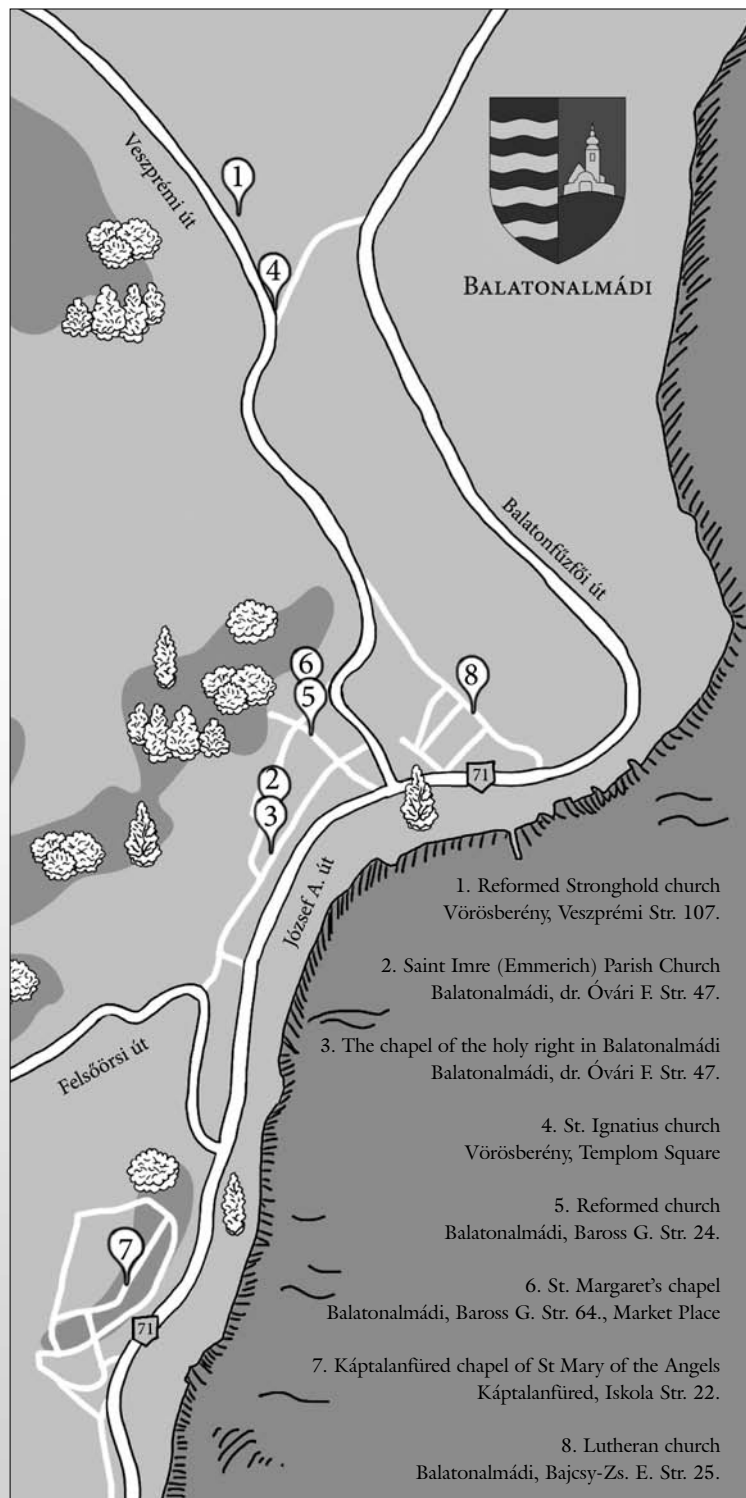 Veszprémi út
1
4
BALATONALMÁDI
Balatonfűzfői út
6
5
8
2
3
71
József A. út
Felsőörsi út
7
71
1. Reformed Stronghold church
Vörösberény, Veszprémi Str. 107.
2. Saint Imre (Emmerich) Parish Church
Balatonalmádi, dr. Óvári F. Str. 47.
3. The chapel of the holy right in Balatonalmádi
Balatonalmádi, dr. Óvári F. Str. 47.
4. St. Ignatius church
Vörösberény, Templom Square
5. Reformed church
Balatonalmádi, Baross G. Str. 24.
6. St. Margaret's chapel
Balatonalmádi, Baross G. Str. 64., Market Place
7. Káptalanfüred chapel of St Mary of the Angels
Káptalanfüred, Iskola Str. 22.
8. Lutheran church
Balatonalmádi, Bajcsy-Zs. E. Str. 25.